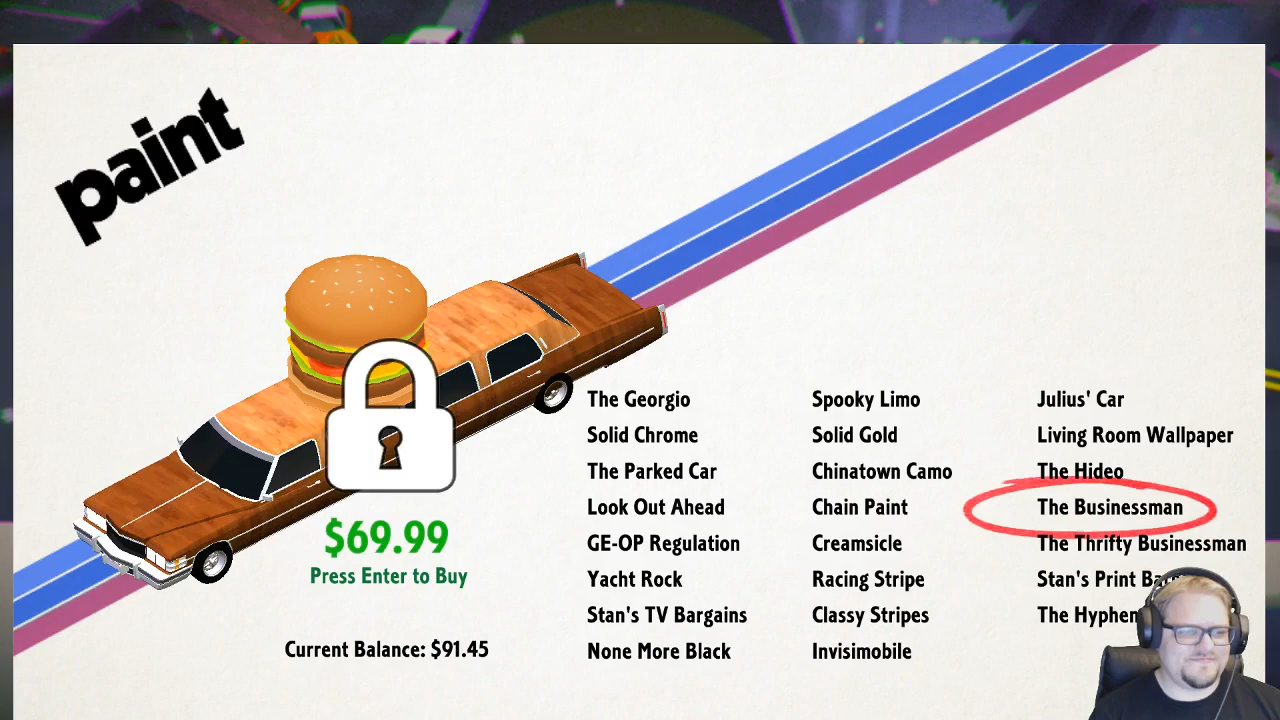 paint
$69.99
Press Enter to Buy
Current Balance: $91.45
The Georgio
Solid Chrome
The Parked Car
Look Out Ahead
GE-OP Regulation
Yacht Rock
Stan's TV Bargains
None More Black
Spooky Limo
Solid Gold
Chinatown Camo
Chain Paint
Creamsicle
Racing Stripe
Classy Stripes
Invisimobile
Julius' Car
Living Room Wallpaper
The Hideo
The Businessman
The Thrifty Businessman
Stan's Print
The